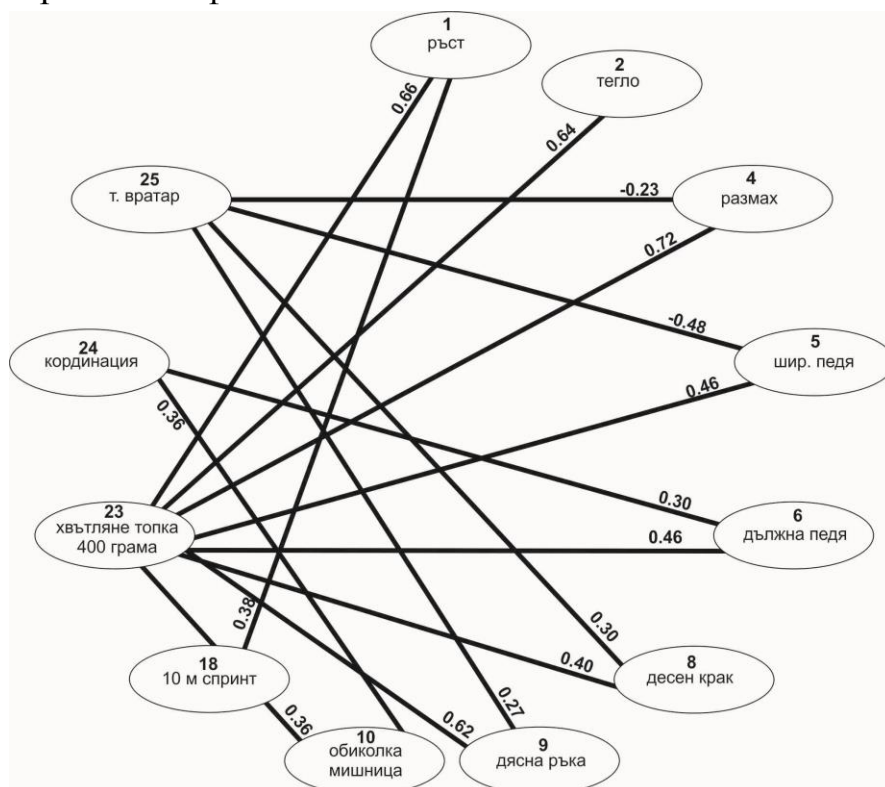 1
ръст
2
тегло
0.66
0.64
25
т. вратар
-0.23
4
размах
0.72
-0.48
24
кординация
5
шир. педя
0.36
0.46
0.30
23
хвътляне топка
400 грама
0.46
6
дължна педя
0.38
0.30
18
10 м спринт
0.40
8
десен крак
0.36
0.62
0.27
10
обиколка
мишница
9
дясна ръка